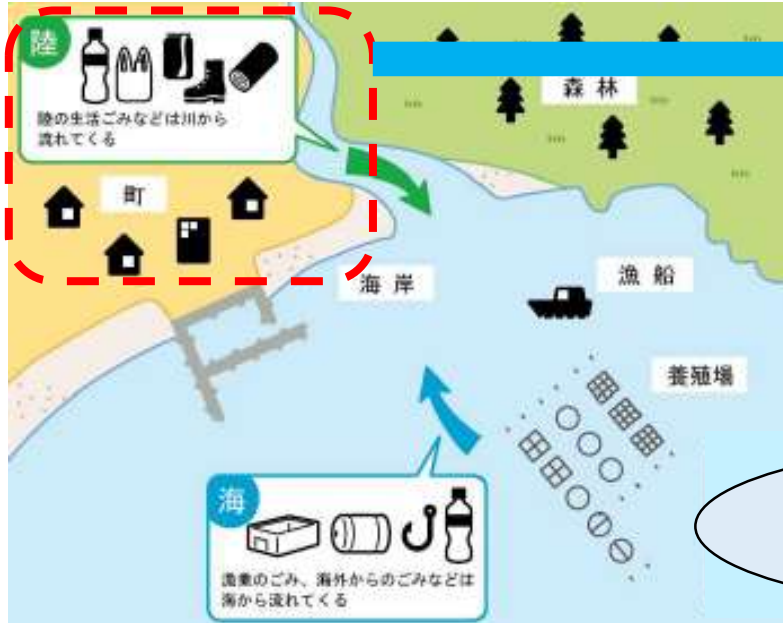 陸
陸の生活ごみなどは川から
流れてくる
森林
町
海岸
漁船
養殖場
海
漁業のごみ、海外からのごみなどは
海から流れてくる